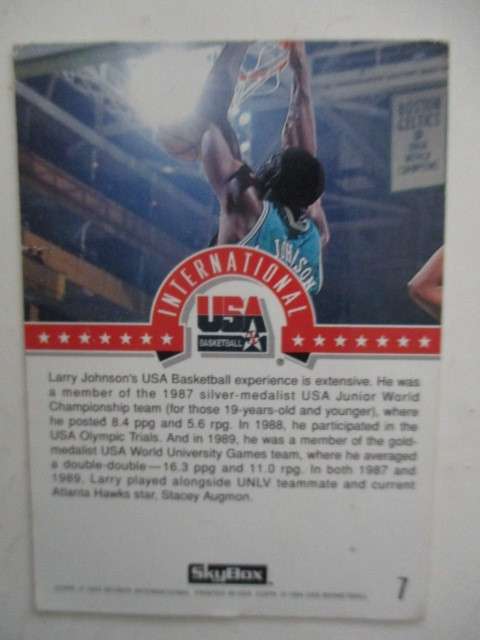 BOSTON
CELTICS
WORLD
JOHNSON
INTERNATIONAL
USA
BASKETBALL
Larry Johnson's USA Basketball experience is extensive. He was
a member of the 1987 silver-medalist USA Junior World
Championship team (for those 19-years-old and younger), where
he posted 8.4 ppg and 5.6 rpg. In 1988, he participated in the
USA Olympic Trials. And in 1989, he was a member of the gold-
medalist USA World University Games team, where he averaged
a double-double—16.3 ppg and 11.0 rpg. In both 1987 and
1989, Larry played alongside UNLV teammate and current
Atlanta Hawks star, Stacey Augmon.
SkyBox
7